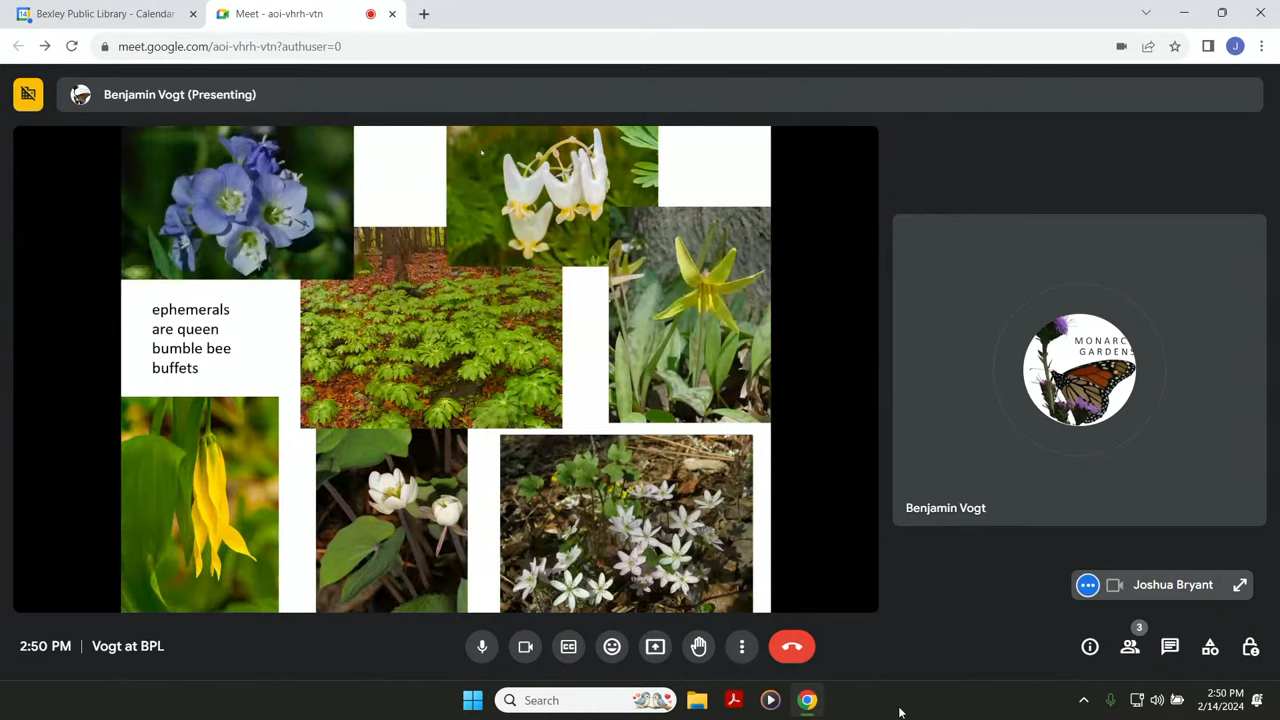 Bexley Public Library - Calendar
Meet - aoi-vhrh-vtn
meet.google.com/aoi-vhrh-vtn?authuser=0
J
Benjamin Vogt (Presenting)
ephemerals
are queen
bumble bee
buffets
MONARC
GARDENS
Benjamin Vogt
Joshua Bryant
2:50 PM | Vogt at BPL
3
Search
2:50 PM
2/14/2024